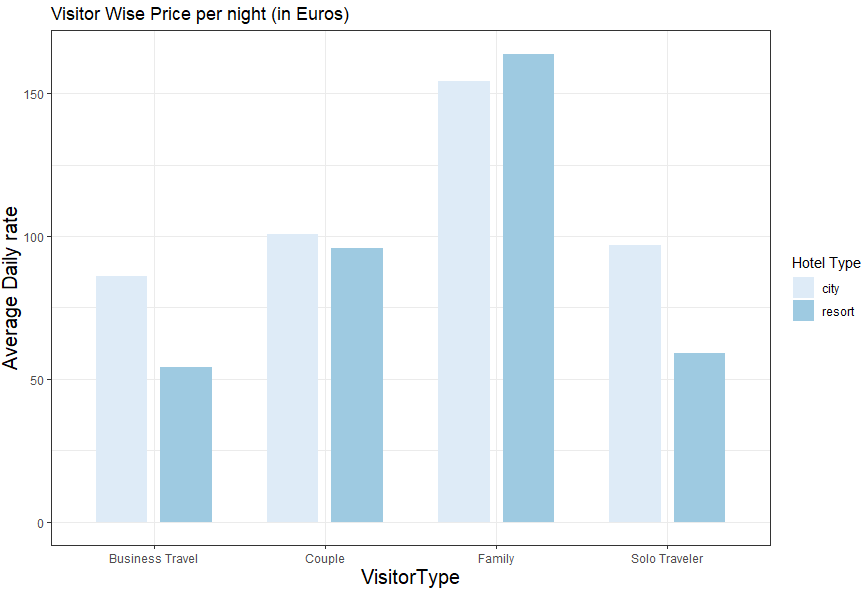 Visitor Wise Price per night (in Euros)
Average Daily rate
150
100
50
0
Business Travel
Couple
Family
Solo Traveler
VisitorType
Hotel Type
city
resort